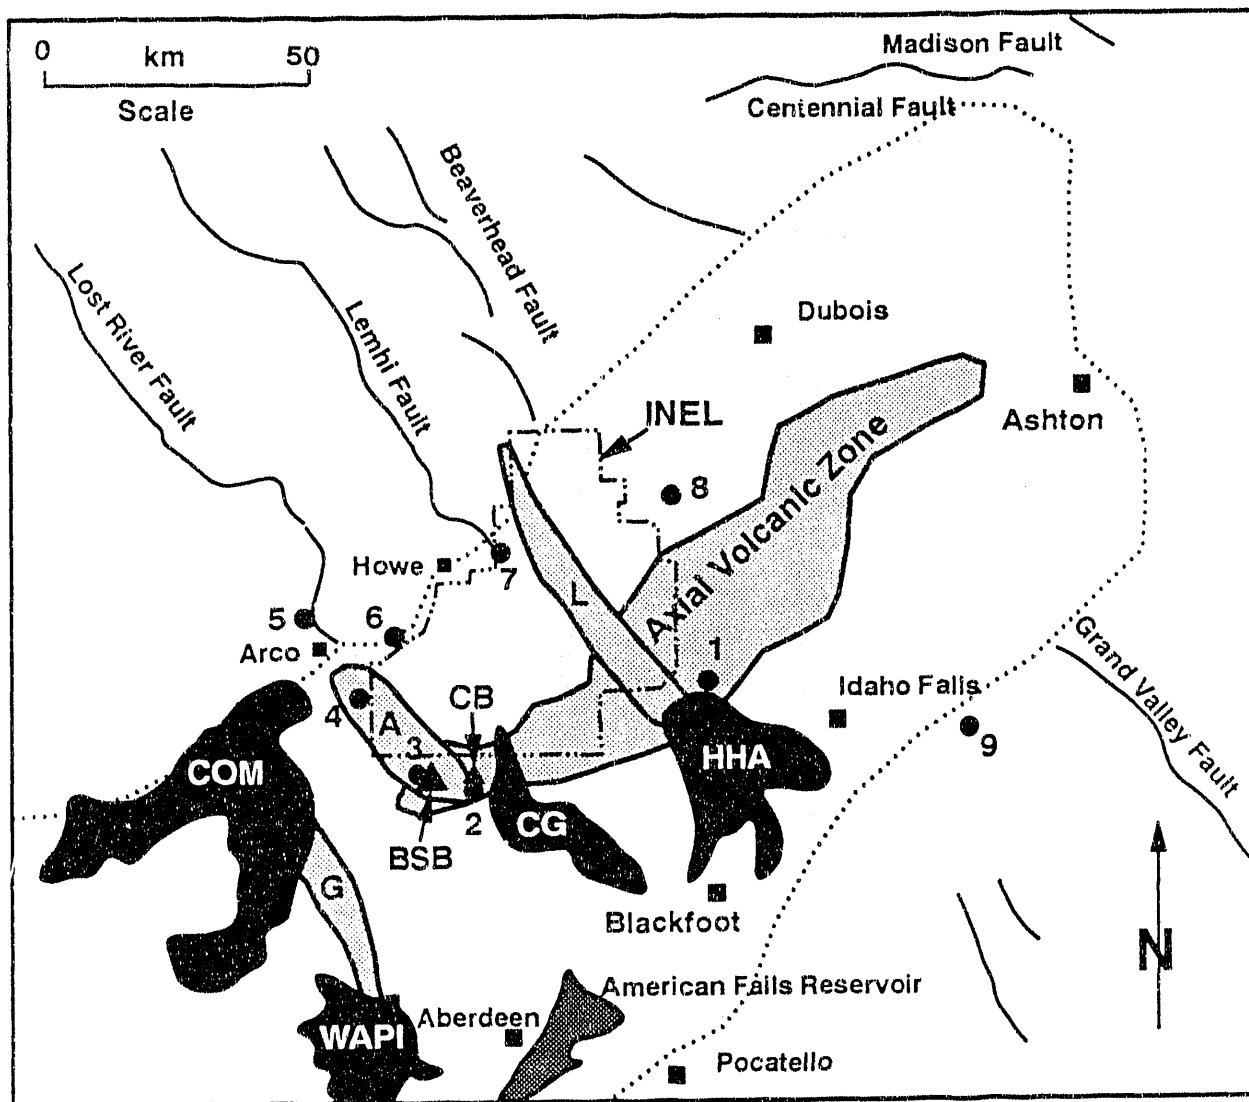 0 km 50
Scale
Madison Fault
Centennial Fault
Beaverhead Fault
Lost River Fault
Lemhi Fault
Dubois
Ashton
INEL
8
Axial Volcanic Zone
Howe
7
L
5
6
Arco
1
Idaho Falls
Grand Valley Fault
9
CB
4
A
3
COM
HHA
2
CG
BSB
G
Blackfoot
N
American Falls Reservoir
WAPI
Aberdeen
Pocatello